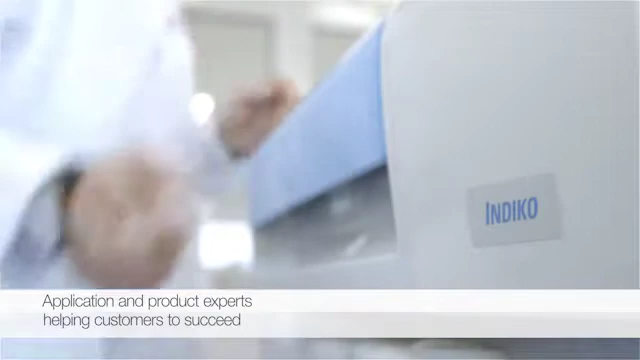 INDIKO
Application and product experts
helping customers to succeed